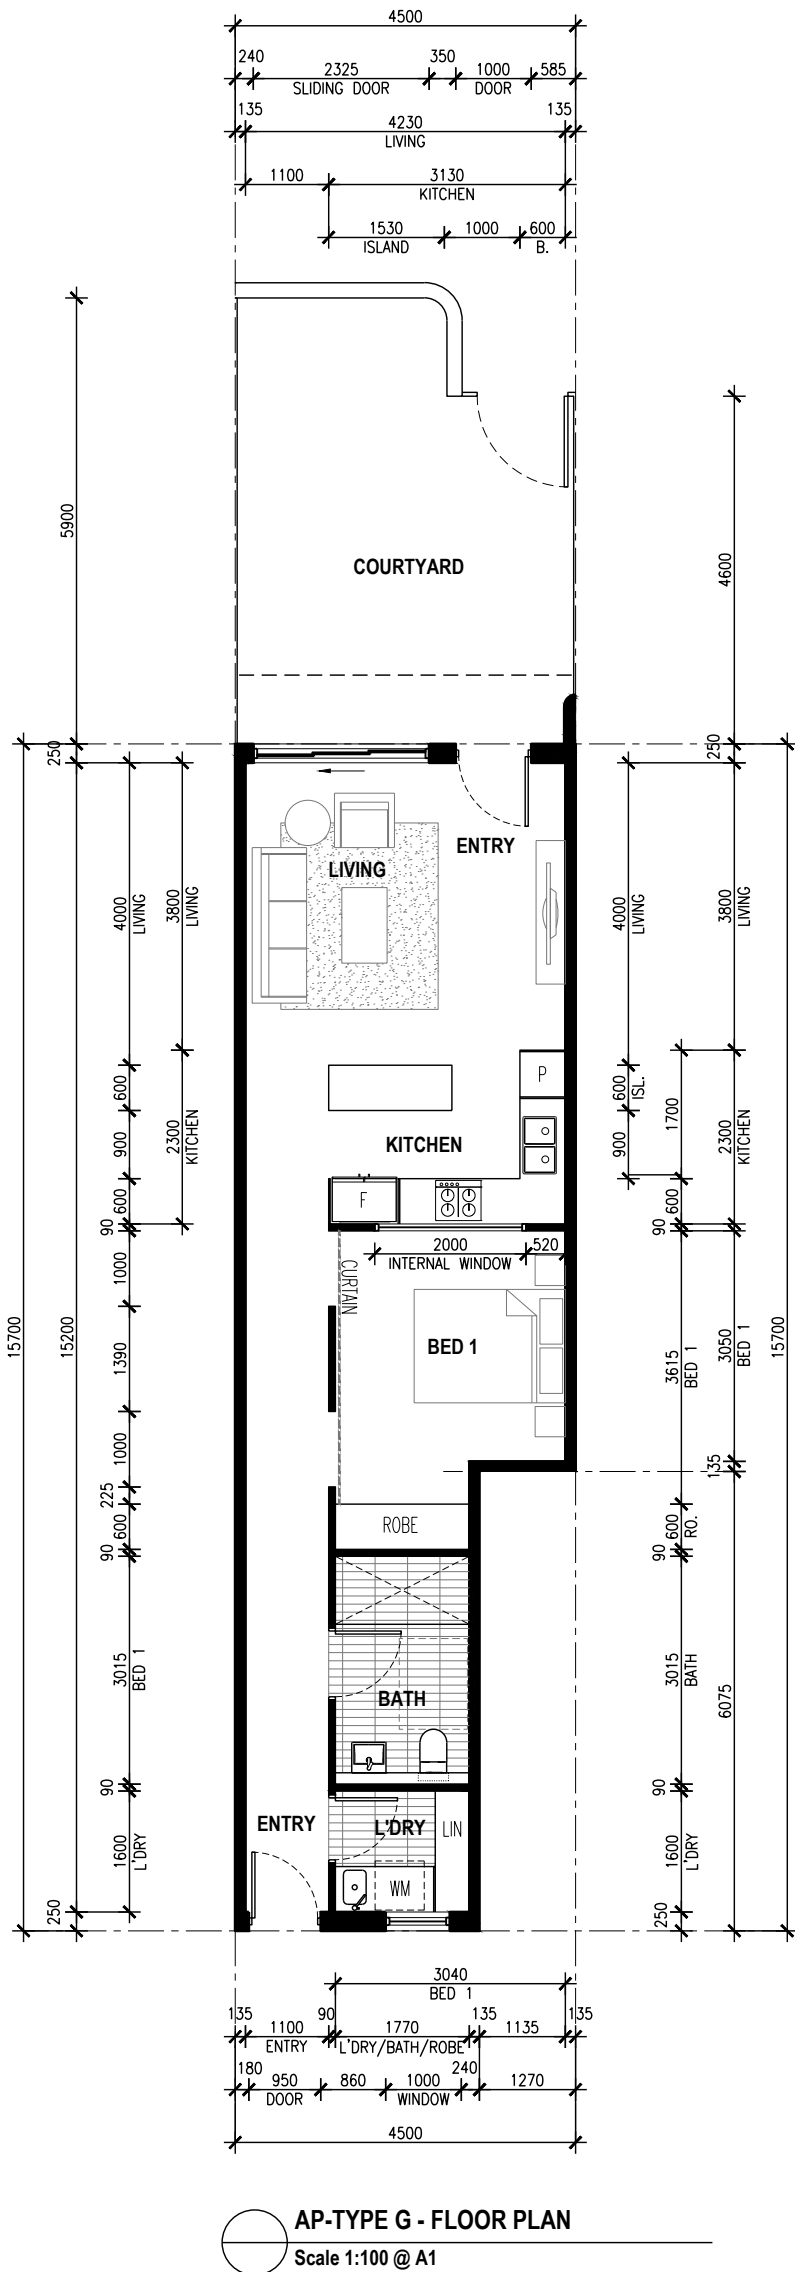 4500
240 2325 350 1000 585
SLIDING DOOR DOOR
135 4230 135
LIVING
1100 3130
KITCHEN
1530 1000 600
ISLAND B.
5900
4600
COURTYARD
250
250
4000 LIVING
3800 LIVING
4000 LIVING
3800 LIVING
ENTRY
LIVING
600
900
600
90
2300 KITCHEN
P
KITCHEN
F
600 ISL.
900
1700
600
90
2300 KITCHEN
2000 520
INTERNAL WINDOW
CURTAIN
BED 1
15700
15200
1000
1390
1000
225
600
90
3615 BED 1
3050 BED 1
15700
135
600 RO.
90
ROBE
3015 BED 1
BATH
3015 BATH
6075
90
90
ENTRY
L'DRY
LIN
WM
1600 L'DRY
1600 L'DRY
250
250
3040
BED 1
135 1100 90 1770 135 1135 135
ENTRY L'DRY/BATH/ROBE
180 950 860 1000 240 1270
DOOR WINDOW
4500
AP-TYPE G - FLOOR PLAN
Scale 1:100 @ A1